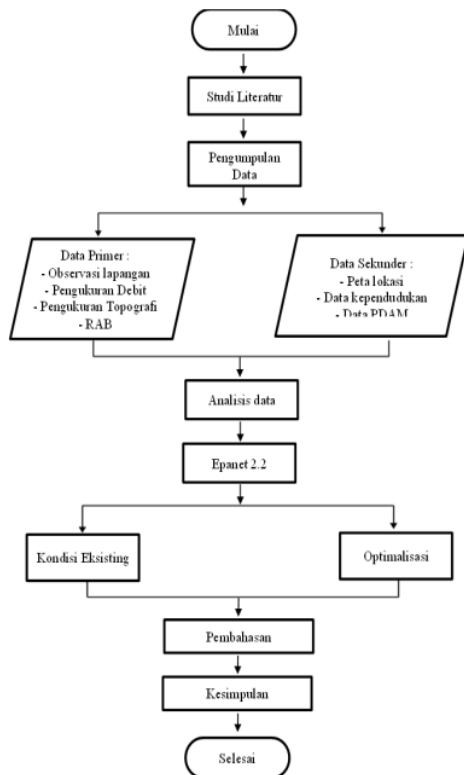 Mulai
Studi Literatur
Pengumpulan
Data
Data Primer :
- Observasi lapangan
- Pengukuran Debit
- Pengukuran Topografi
- RAB
Data Sekunder :
- Peta lokasi
- Data kependudukan
- Data PDAM
Analisis data
Epanet 2.2
Kondisi Eksisting
Optimalisasi
Pembahasan
Kesimpulan
Selesai